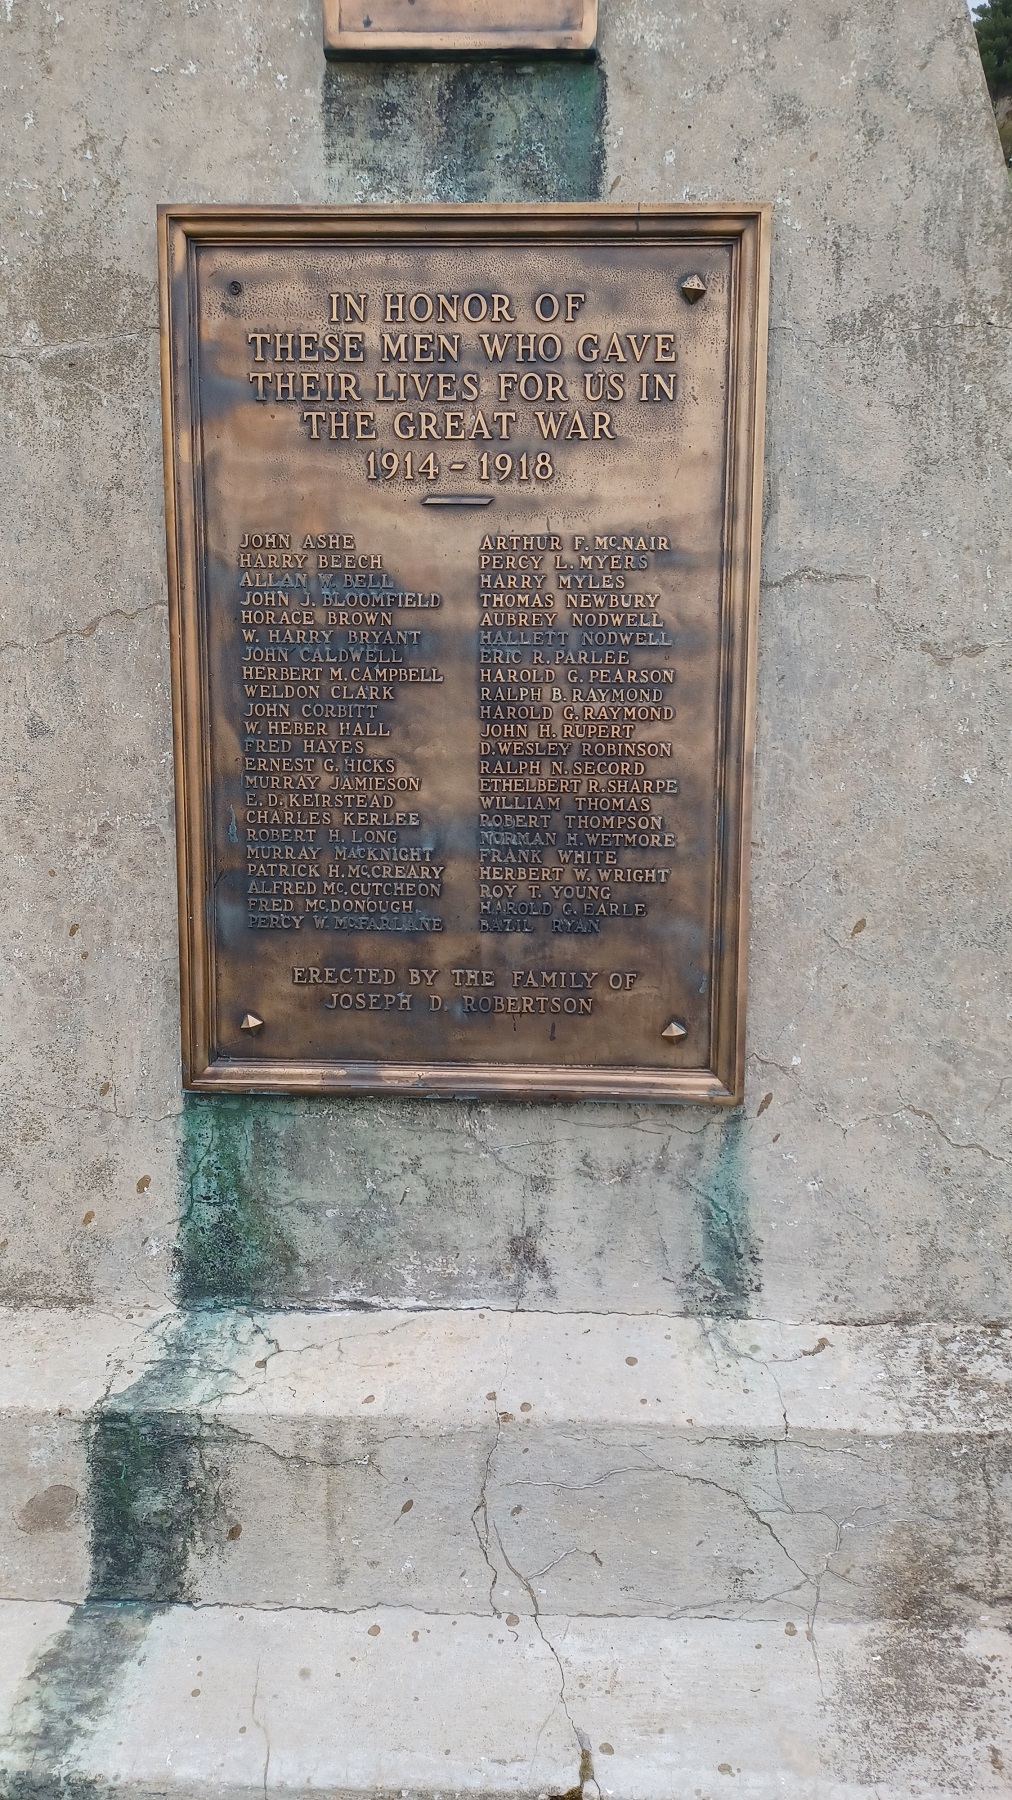 IN HONOR OF
THESE MEN WHO GAVE
THEIR LIVES FOR US IN
THE GREAT WAR
1914 - 1918
JOHN ASHE
HARRY BEECH
ALLAN W. BELL
JOHN J. BLOOMFIELD
HORACE BROWN
W. HARRY BRYANT
JOHN CALDWELL
HERBERT M. CAMPBELL
WELDON CLARK
JOHN CORBITT
W. HEBER HALL
FRED HAYES
ERNEST G. HICKS
MURRAY JAMIESON
E. D. KEIRSTEAD
CHARLES KERLEE
ROBERT H. LONG
MURRAY MACKNIGHT
PATRICK H. McCREARY
ALFRED McCUTCHEON
FRED McDONOUGH
PERCY W. McFARLANE
ARTHUR F. McNAIR
PERCY L. MYERS
HARRY MYLES
THOMAS NEWBURY
AUBREY NODWELL
HALLETT NODWELL
ERIC R. PARLEE
HAROLD G. PEARSON
RALPH B. RAYMOND
HAROLD G. RAYMOND
JOHN H. RUPERT
D. WESLEY ROBINSON
RALPH N. SECORD
ETHELBERT R. SHARPE
WILLIAM THOMAS
ROBERT THOMPSON
NORMAN H. WETMORE
FRANK WHITE
HERBERT W. WRIGHT
ROY T. YOUNG
HAROLD G. EARLE
BAZIL RYAN
ERECTED BY THE FAMILY OF
JOSEPH D. ROBERTSON